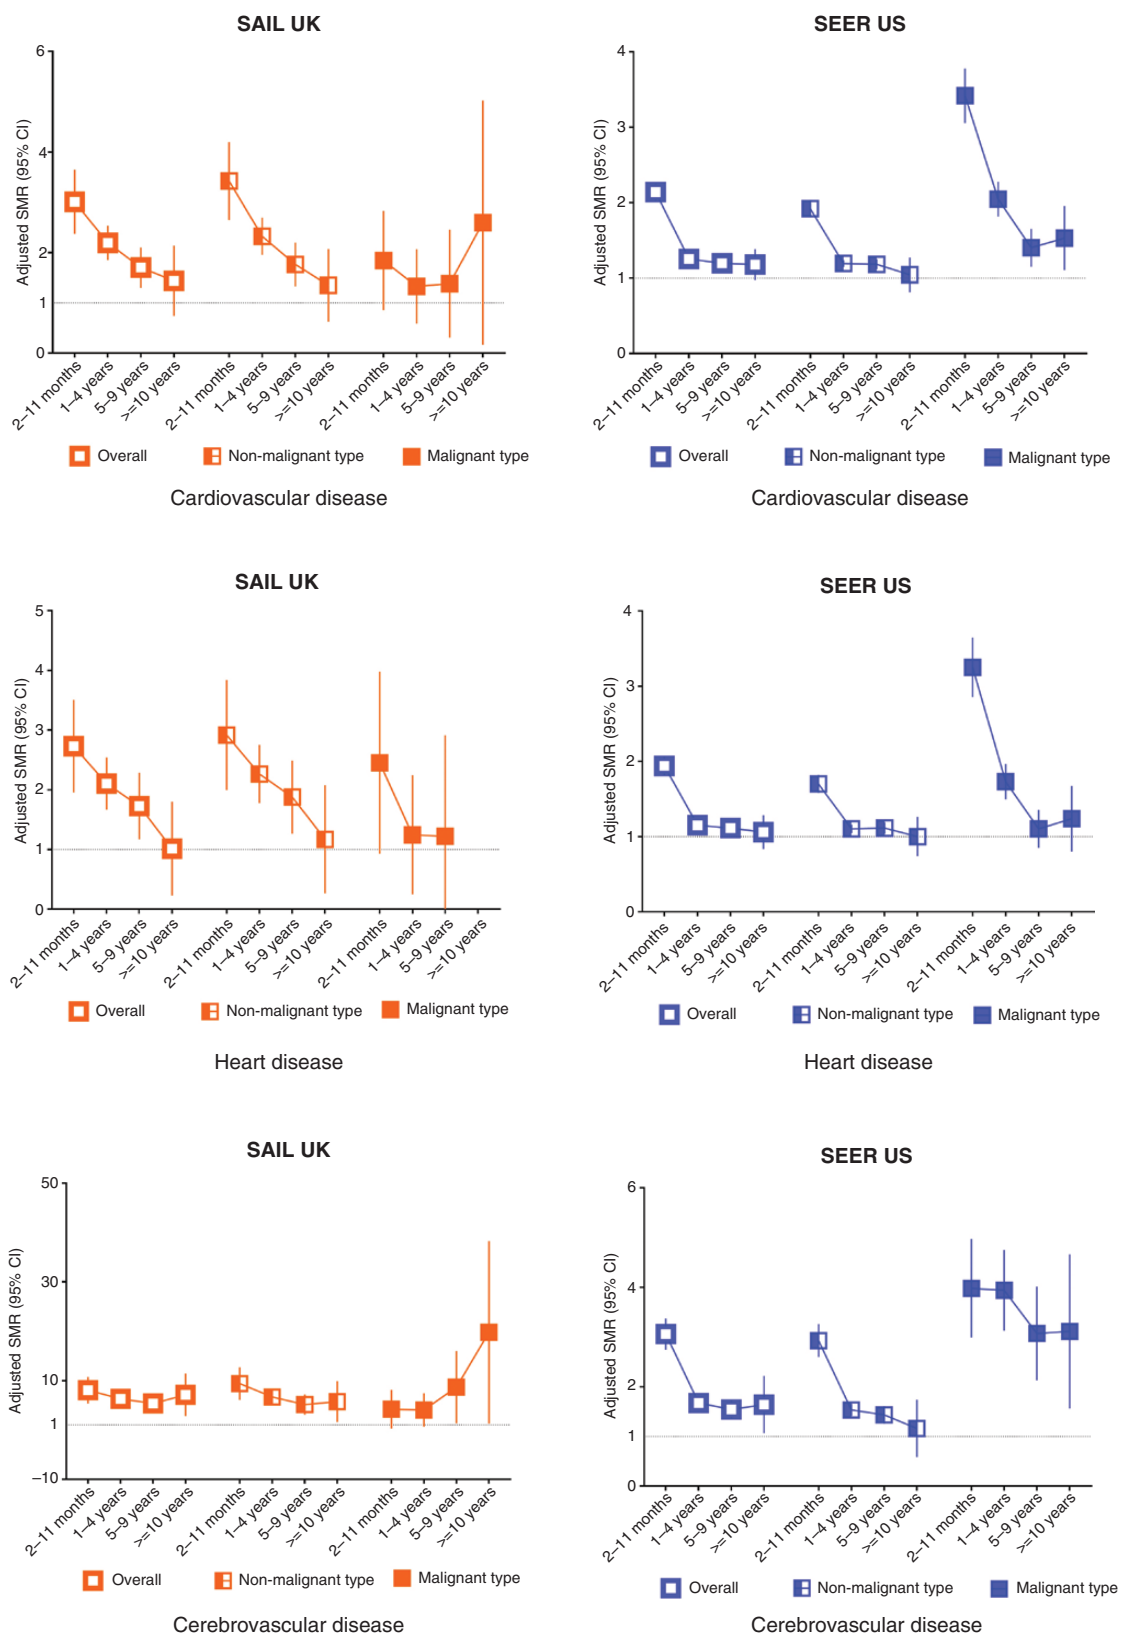 SAIL UK
6
4
2
1
0
Adjusted SMR (95% CI)
2–11 months
1–4 years
5–9 years
>=10 years
2–11 months
1–4 years
5–9 years
>=10 years
2–11 months
1–4 years
5–9 years
>=10 years
Overall
Non-malignant type
Malignant type
Cardiovascular disease
SEER US
4
3
2
1
0
Adjusted SMR (95% CI)
2–11 months
1–4 years
5–9 years
>=10 years
2–11 months
1–4 years
5–9 years
>=10 years
2–11 months
1–4 years
5–9 years
>=10 years
Overall
Non-malignant type
Malignant type
Cardiovascular disease
SAIL UK
5
4
3
2
1
0
Adjusted SMR (95% CI)
2–11 months
1–4 years
5–9 years
>=10 years
2–11 months
1–4 years
5–9 years
>=10 years
2–11 months
1–4 years
5–9 years
>=10 years
Overall
Non-malignant type
Malignant type
Heart disease
SEER US
4
3
2
1
0
Adjusted SMR (95% CI)
2–11 months
1–4 years
5–9 years
>=10 years
2–11 months
1–4 years
5–9 years
>=10 years
2–11 months
1–4 years
5–9 years
>=10 years
Overall
Non-malignant type
Malignant type
Heart disease
SAIL UK
50
30
10
1
–10
Adjusted SMR (95% CI)
2–11 months
1–4 years
5–9 years
>=10 years
2–11 months
1–4 years
5–9 years
>=10 years
2–11 months
1–4 years
5–9 years
>=10 years
Overall
Non-malignant type
Malignant type
Cerebrovascular disease
SEER US
6
4
2
1
0
Adjusted SMR (95% CI)
2–11 months
1–4 years
5–9 years
>=10 years
2–11 months
1–4 years
5–9 years
>=10 years
2–11 months
1–4 years
5–9 years
>=10 years
Overall
Non-malignant type
Malignant type
Cerebrovascular disease